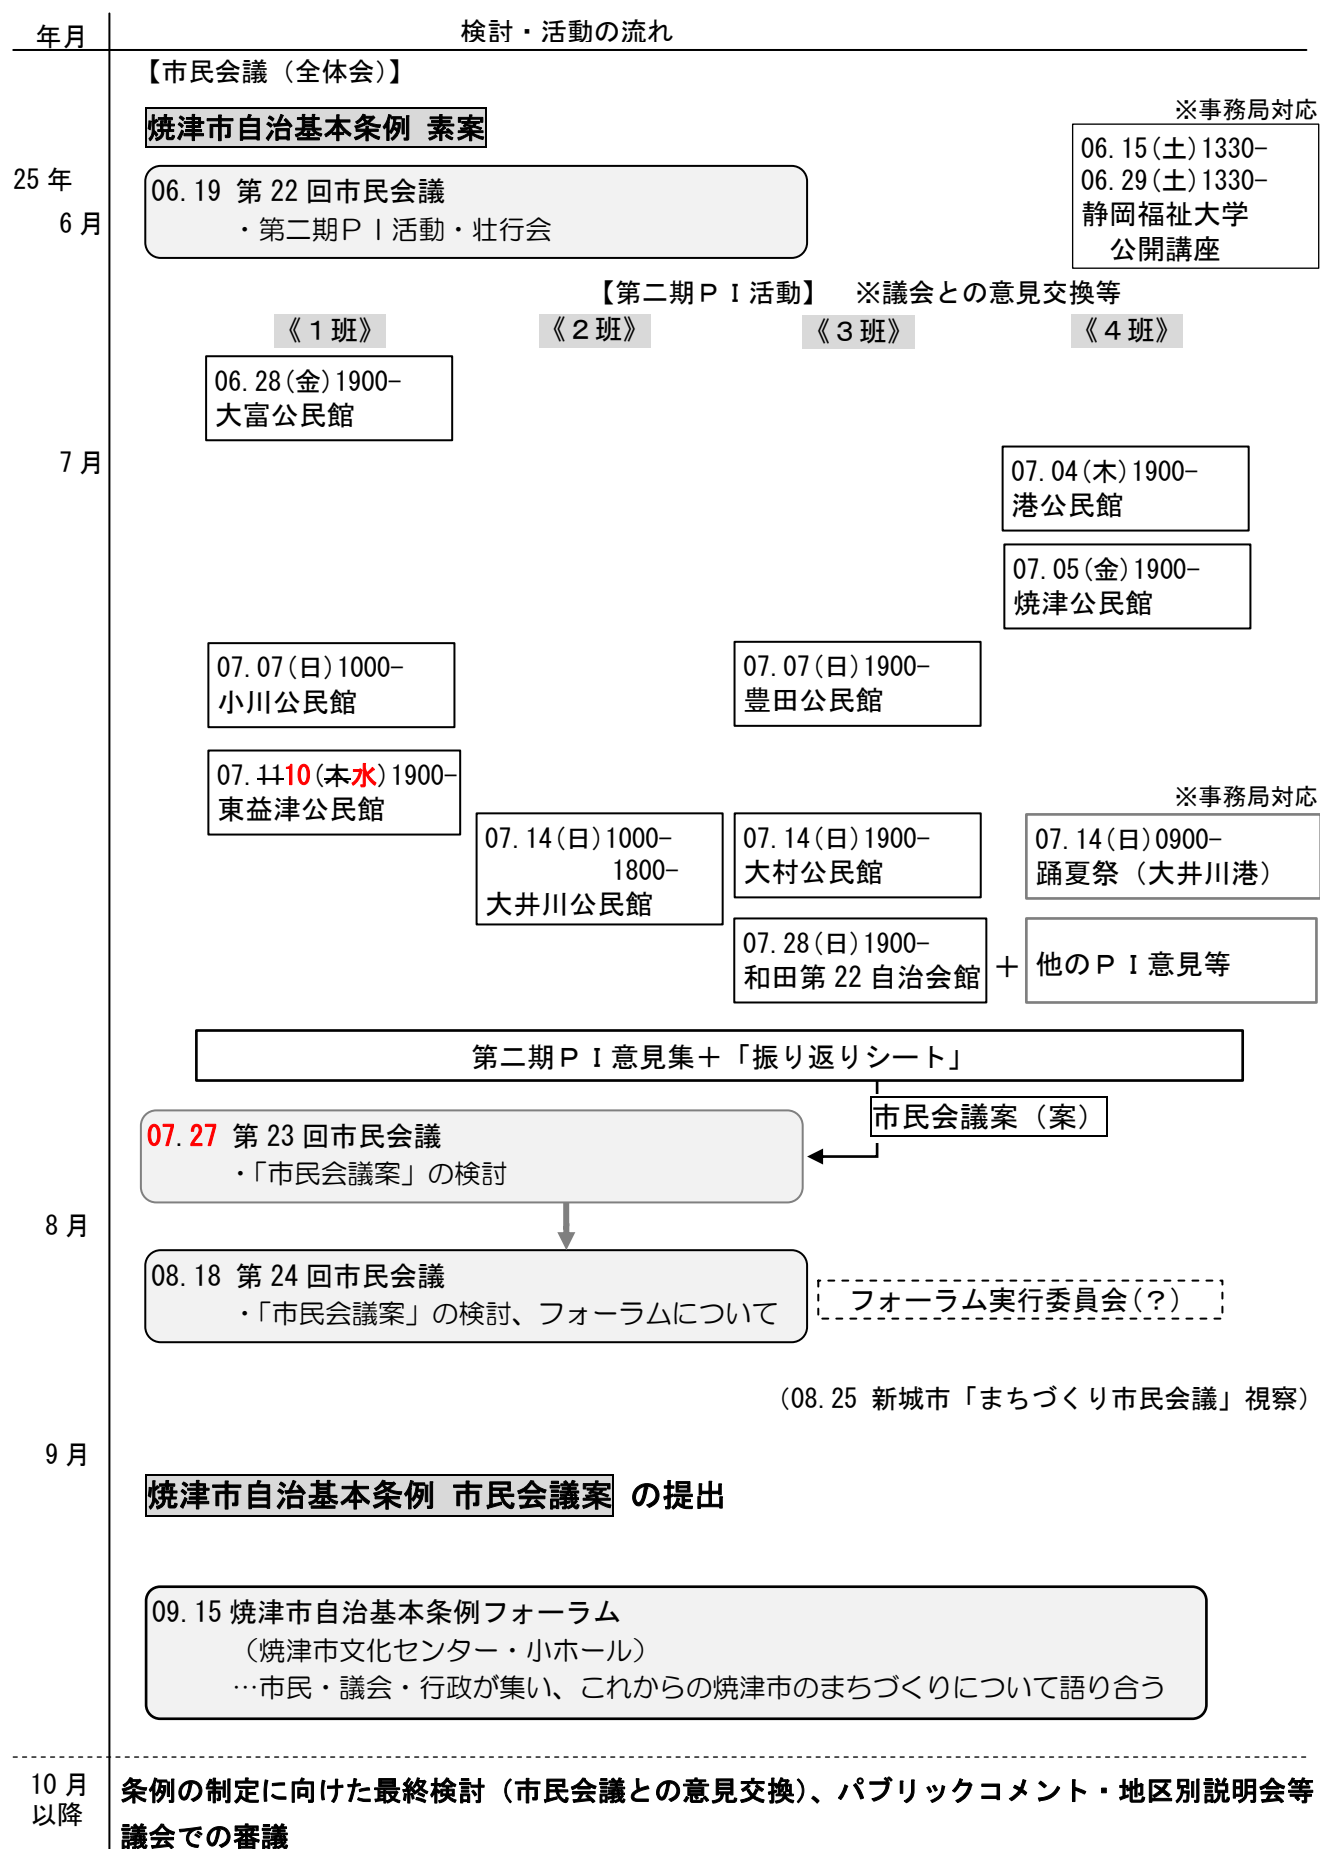 年月
検討・活動の流れ
【市民会議（全体会）】
焼津市自治基本条例 素案
※事務局対応
06.15(土)1330-
06.29(土)1330-
静岡福祉大学
公開講座
25 年
6 月
06.19 第 22 回市民会議
・第二期ＰＩ活動・壮行会
【第二期ＰＩ活動】 ※議会との意見交換等
《１班》 《２班》 《３班》 《４班》
06.28(金)1900-
大富公民館
7 月
07.04(木)1900-
港公民館
07.05(金)1900-
焼津公民館
07.07(日)1000-
小川公民館
07.07(日)1900-
豊田公民館
07.1110(木水)1900-
東益津公民館
07.14(日)1000-
1800-
大井川公民館
07.14(日)1900-
大村公民館
※事務局対応
07.14(日)0900-
踊夏祭（大井川港）
07.28(日)1900-
和田第 22 自治会館
＋
他のＰＩ意見等
第二期ＰＩ意見集＋「振り返りシート」
市民会議案（案）
07.27 第 23 回市民会議
・「市民会議案」の検討
8 月
08.18 第 24 回市民会議
・「市民会議案」の検討、フォーラムについて
フォーラム実行委員会(？)
（08.25 新城市「まちづくり市民会議」視察）
9 月
焼津市自治基本条例 市民会議案 の提出
09.15 焼津市自治基本条例フォーラム
（焼津市文化センター・小ホール）
…市民・議会・行政が集い、これからの焼津市のまちづくりについて語り合う
10 月
以降
条例の制定に向けた最終検討（市民会議との意見交換）、パブリックコメント・地区別説明会等
議会での審議